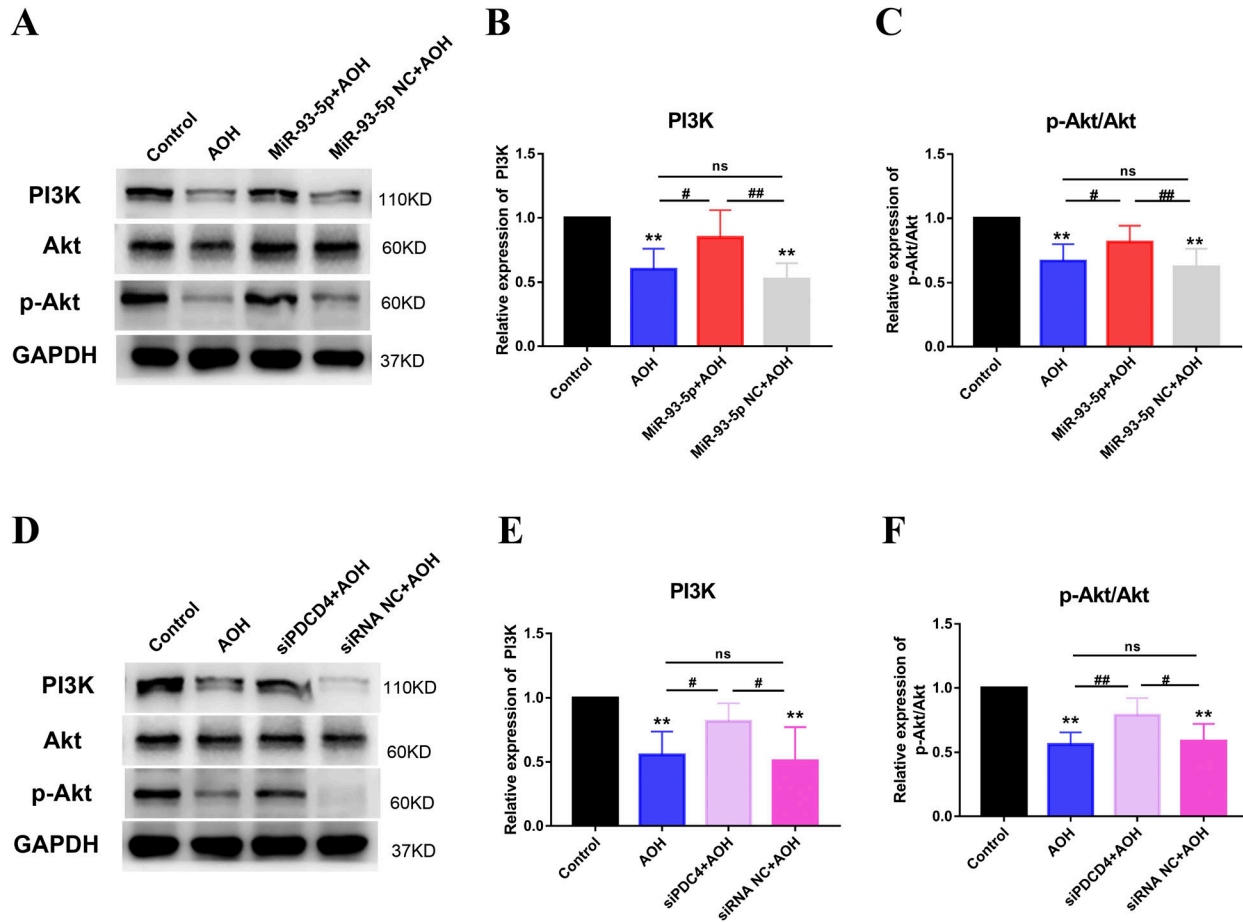 A
Control
AOH
MiR-93-5p+AOH
MiR-93-5p NC+AOH
PI3K
110KD
Akt
60KD
p-Akt
60KD
GAPDH
37KD
B
PI3K
Relative expression of PI3K
1.5
1.0
0.5
0.0
ns
#
##
**
**
Control
AOH
MiR-93-5p+AOH
MiR-93-5p NC+AOH
C
p-Akt/Akt
Relative expression of
p-Akt/Akt
1.5
1.0
0.5
0.0
ns
#
##
**
**
Control
AOH
MiR-93-5p+AOH
MiR-93-5p NC+AOH
D
Control
AOH
siPDCD4+AOH
siRNA NC+AOH
PI3K
110KD
Akt
60KD
p-Akt
60KD
GAPDH
37KD
E
PI3K
Relative expression of PI3K
1.5
1.0
0.5
0.0
ns
#
#
**
**
Control
AOH
siPDC4+AOH
siRNA NC+AOH
F
p-Akt/Akt
Relative expression of
p-Akt/Akt
1.5
1.0
0.5
0.0
ns
##
#
**
**
Control
AOH
siPDCD4+AOH
siRNA NC+AOH